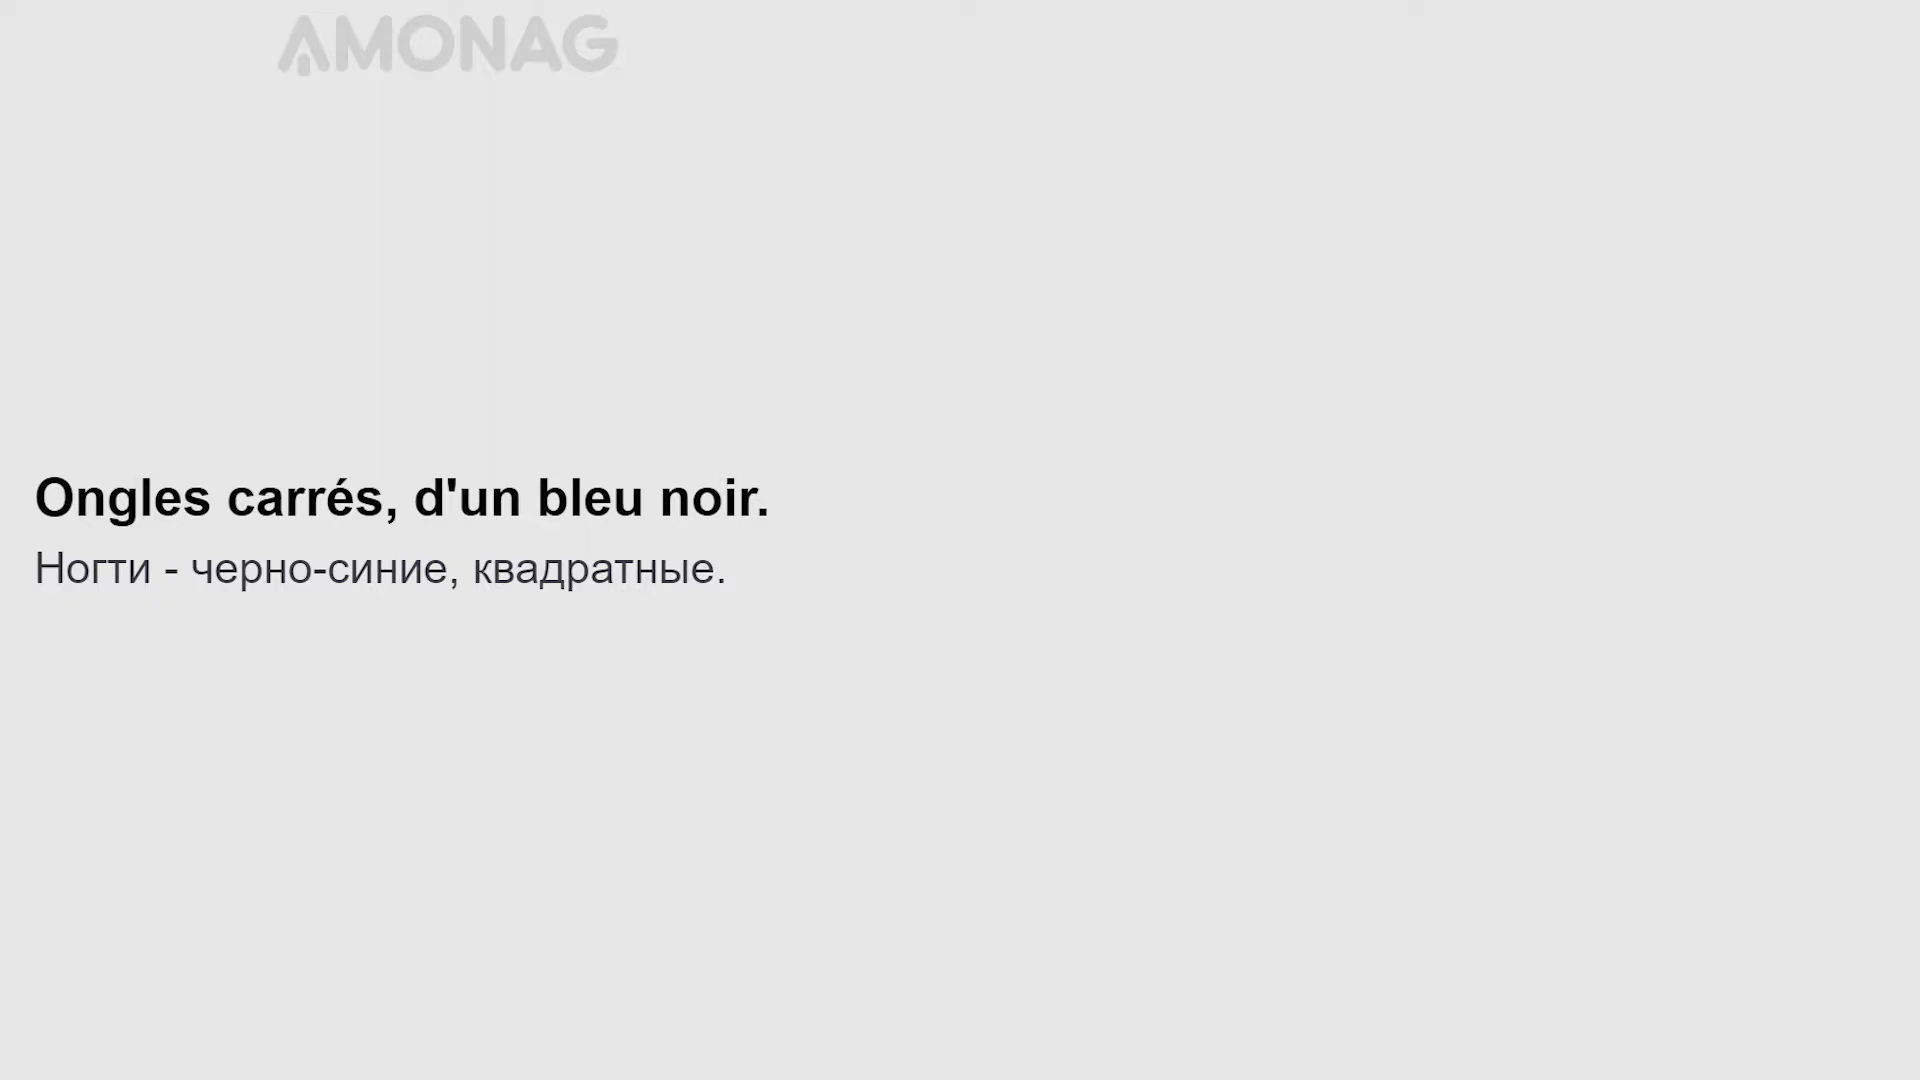 AMONAG
Ongles carrés, d'un bleu noir.
Ногти - черно-синие, квадратные.